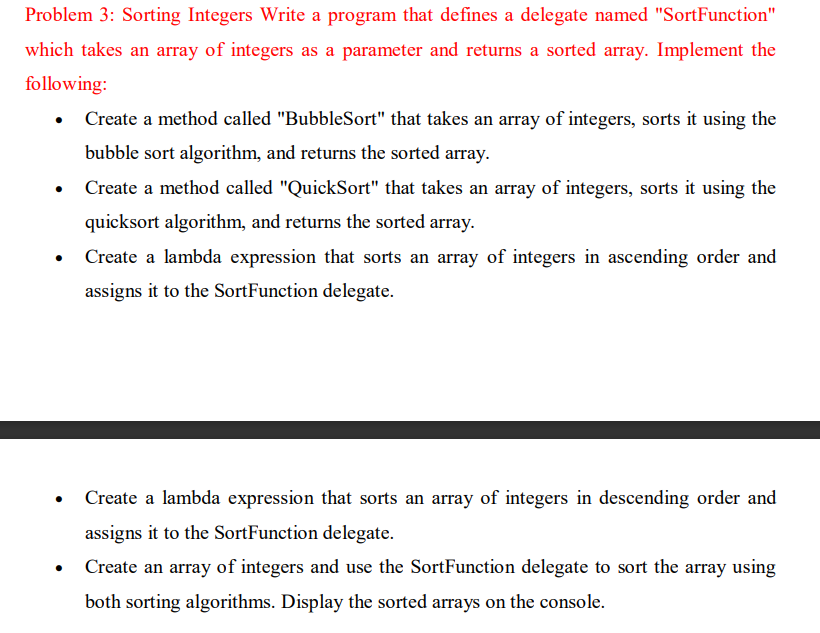 Problem 3: Sorting Integers Write a program that defines a delegate named "SortFunction"
which takes an array of integers as a parameter and returns a sorted array. Implement the
following:
• Create a method called "BubbleSort" that takes an array of integers, sorts it using the
bubble sort algorithm, and returns the sorted array.
• Create a method called "QuickSort" that takes an array of integers, sorts it using the
quicksort algorithm, and returns the sorted array.
• Create a lambda expression that sorts an array of integers in ascending order and
assigns it to the SortFunction delegate.
• Create a lambda expression that sorts an array of integers in descending order and
assigns it to the SortFunction delegate.
• Create an array of integers and use the SortFunction delegate to sort the array using
both sorting algorithms. Display the sorted arrays on the console.